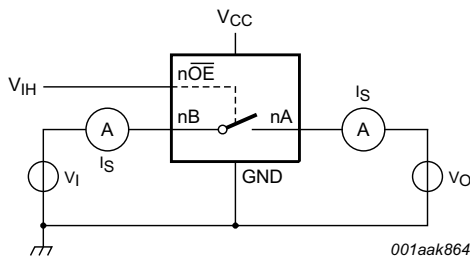 VCC
nOE
VIH
nB
nA
IS
A
A
IS
VI
GND
VO
001aak864